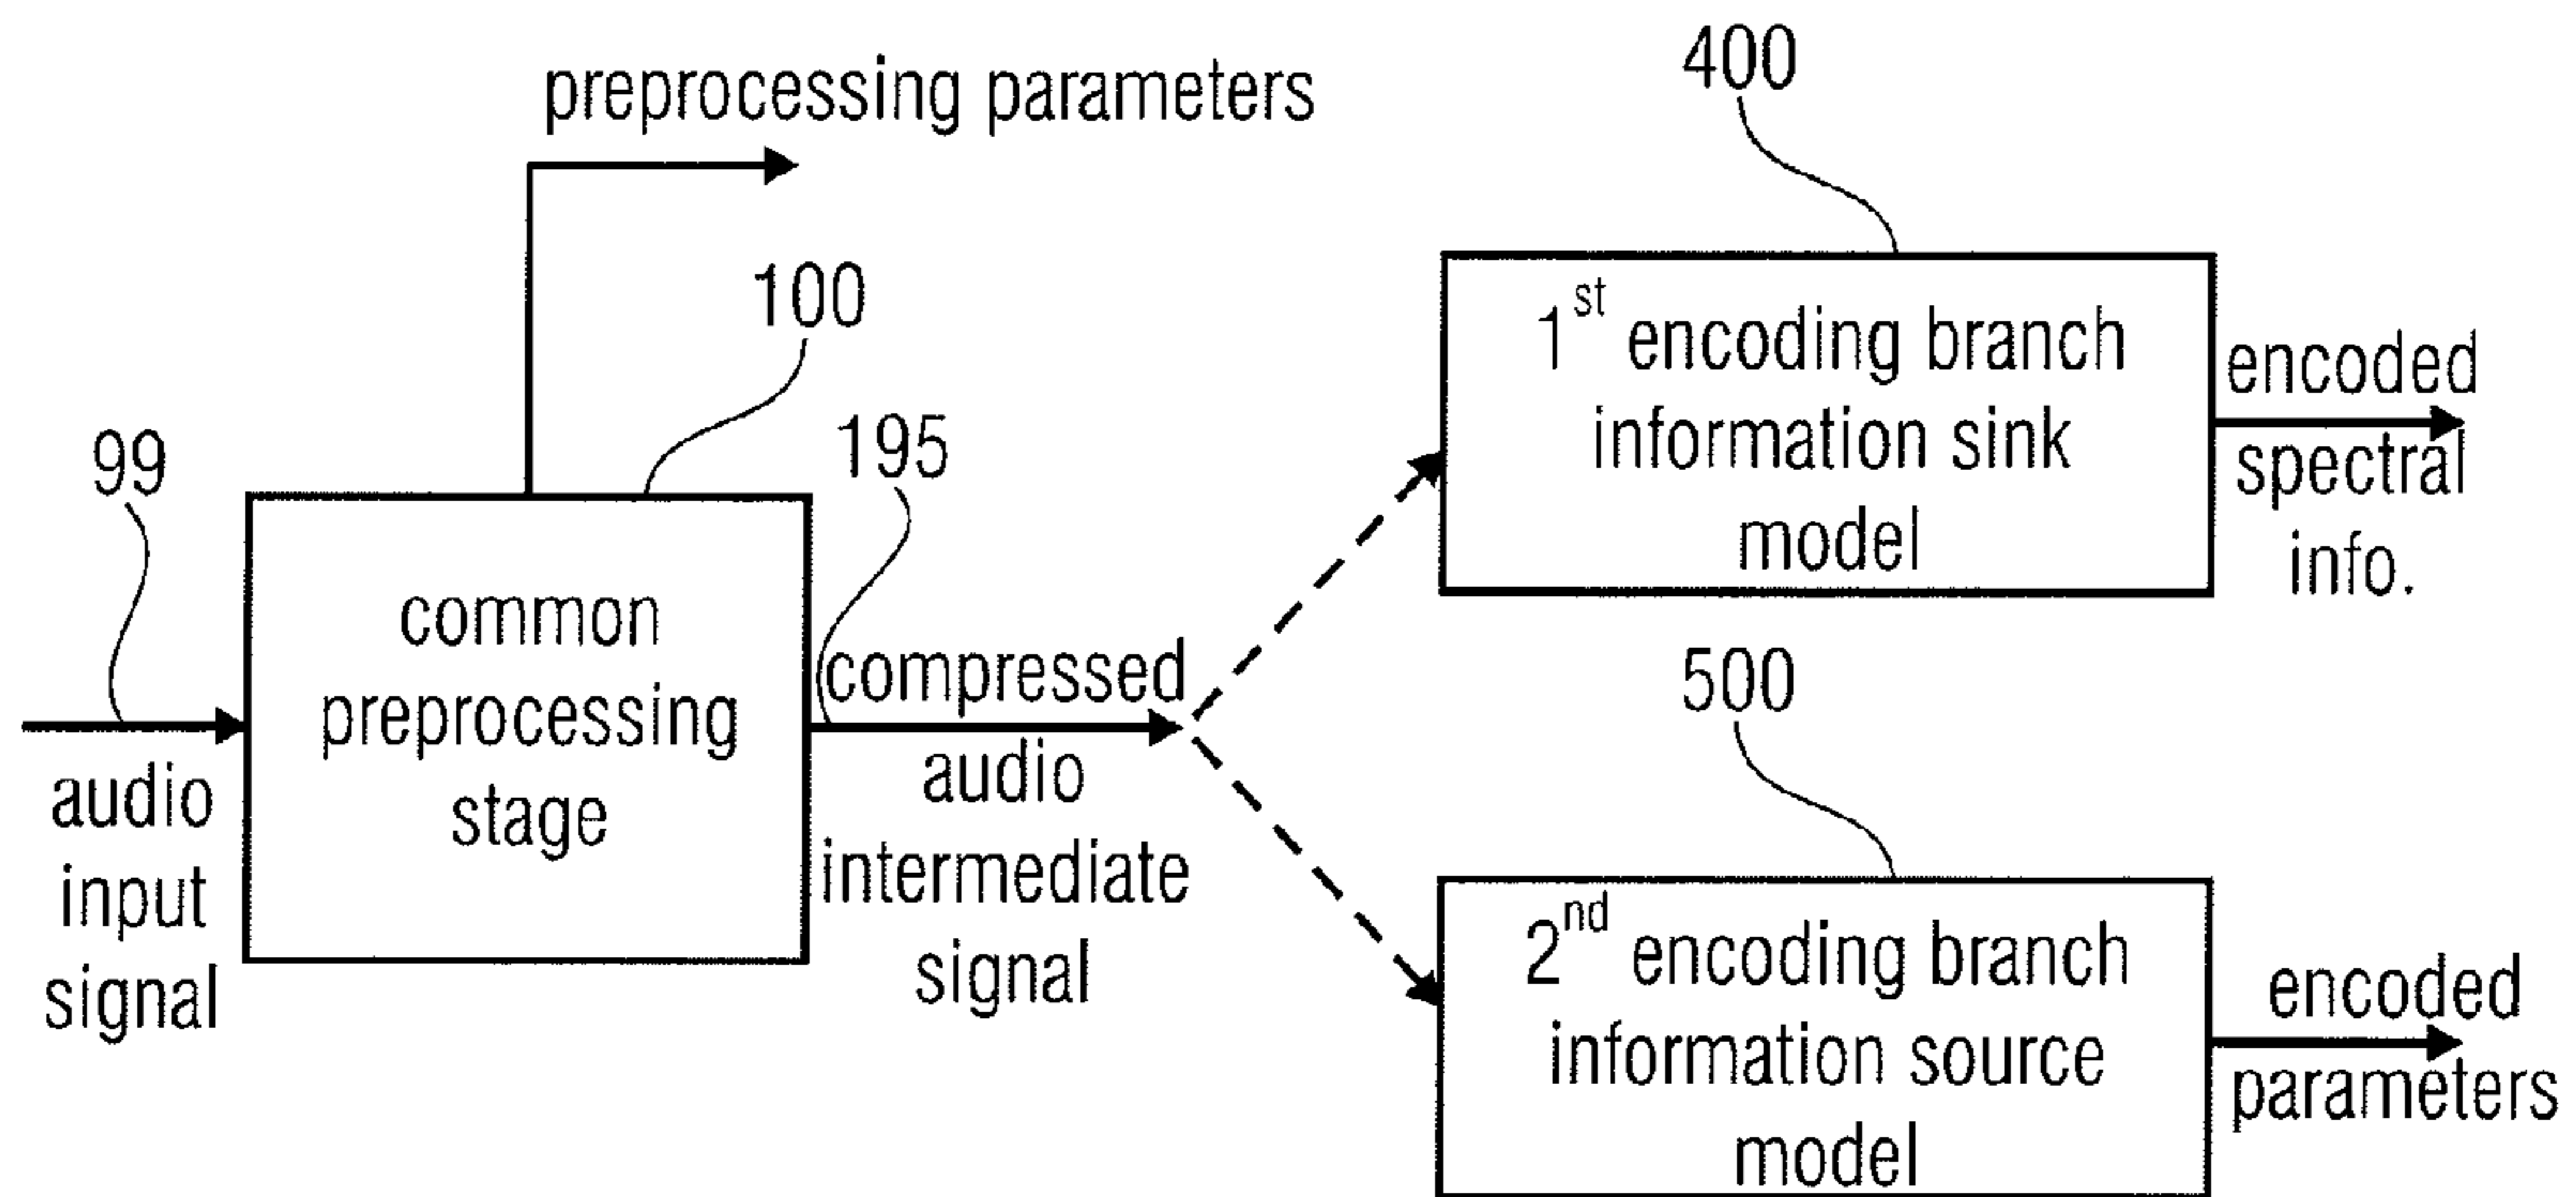 preprocessing parameters
100
99
195
common
preprocessing
stage
audio
input
signal
compressed
audio
intermediate
signal
400
1st encoding branch
information sink
model
encoded
spectral
info.
500
2nd encoding branch
information source
model
encoded
parameters